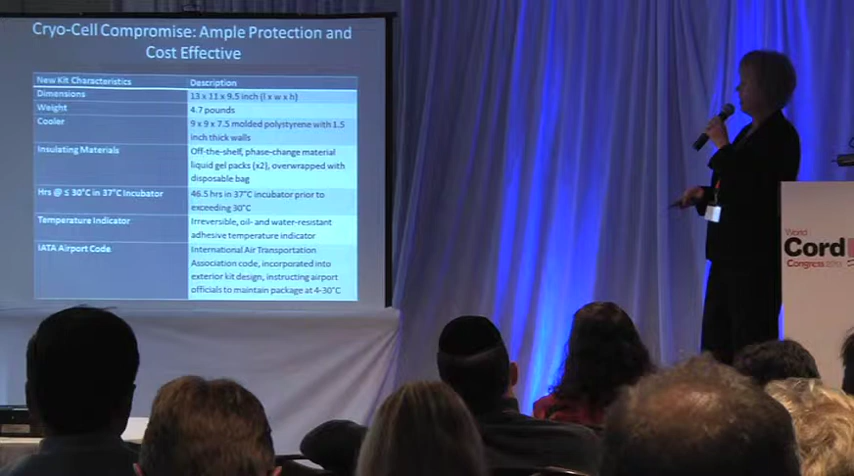 Cryo-Cell Compromise: Ample Protection and
Cost Effective
New Kit Characteristics Description
Dimensions 13 x 11 x 9.5 inch (l x w x h)
Weight 4.7 pounds
Cooler 9 x 9 x 7.5 molded polystyrene with 1.5
inch thick walls
Insulating Materials Off-the-shelf, phase-change material
liquid gel packs (x2), overwrapped with
disposable bag
Hrs @ ≤ 30°C in 37°C Incubator 46.5 hrs in 37°C incubator prior to
exceeding 30°C
Temperature Indicator Irreversible, oil- and water-resistant
adhesive temperature indicator
IATA Airport Code International Air Transportation
Association code, incorporated into
exterior kit design, instructing airport
officials to maintain package at 4-30°C
World
Cord
Congress